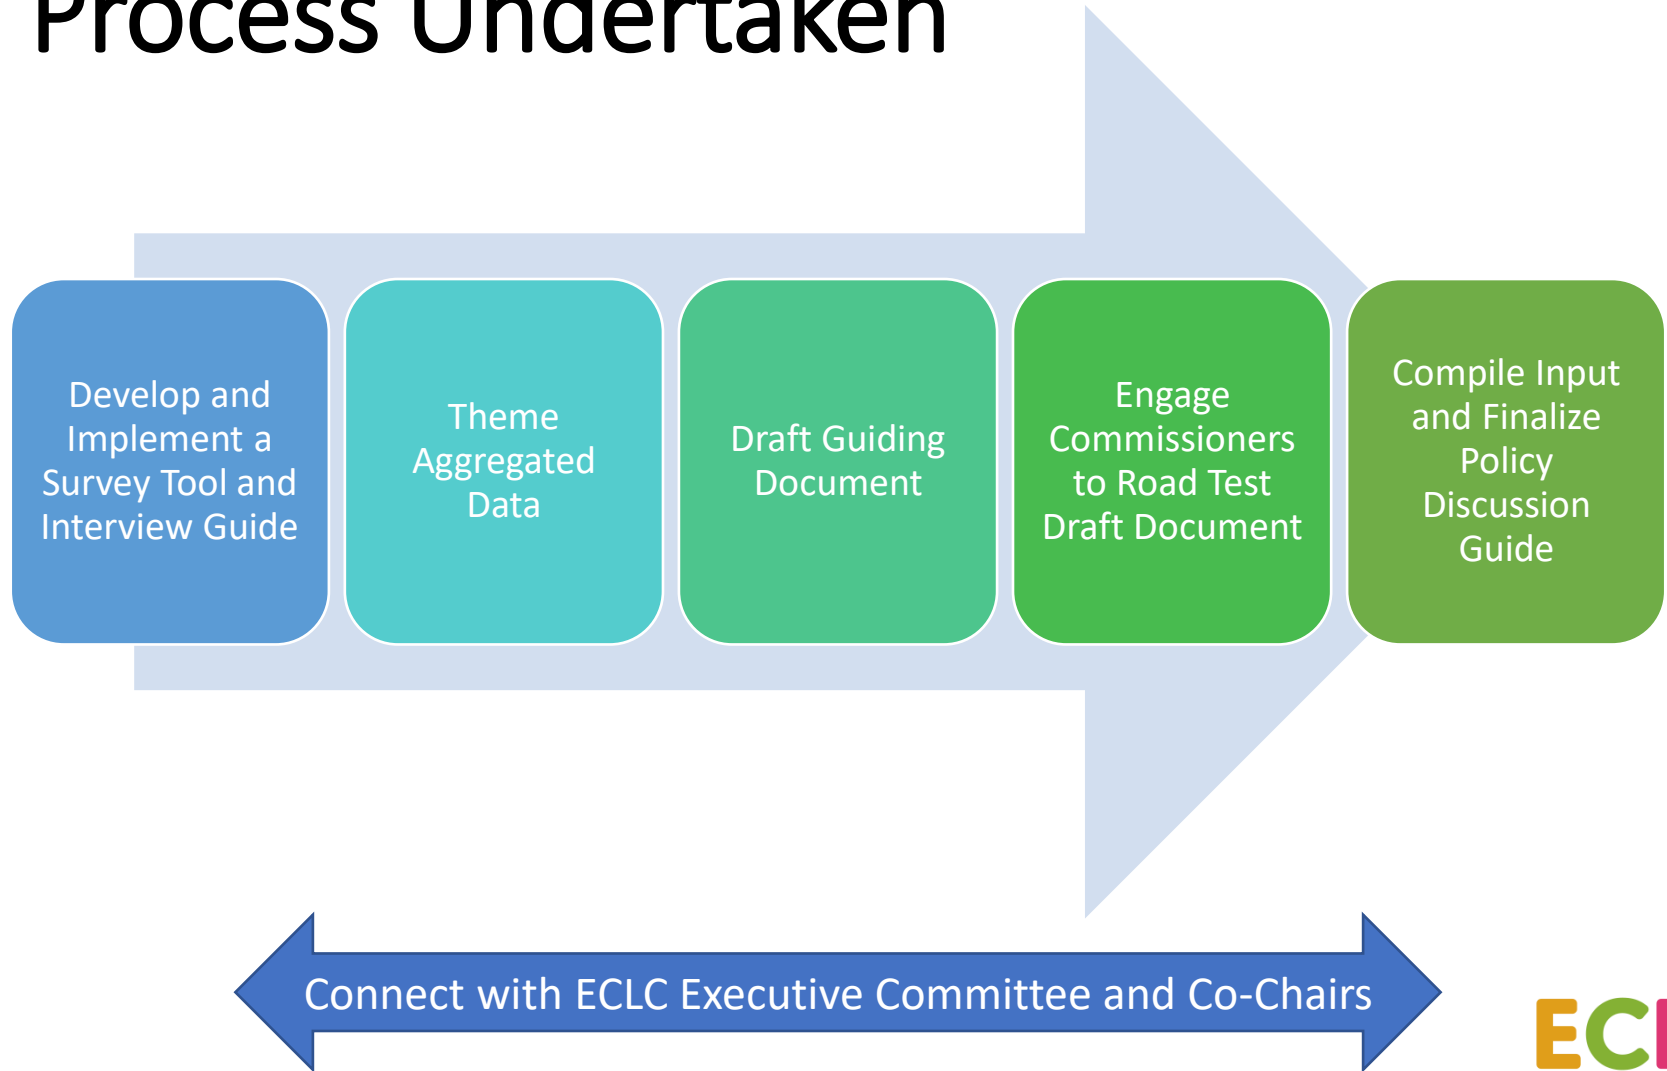 Process Undertaken
Develop and
Implement a
Survey Tool and
Interview Guide
Theme
Aggregated
Data
Draft Guiding
Document
Engage
Commissioners
to Road Test
Draft Document
Compile Input
and Finalize
Policy
Discussion
Guide
Connect with ECLC Executive Committee and Co-Chairs
EC